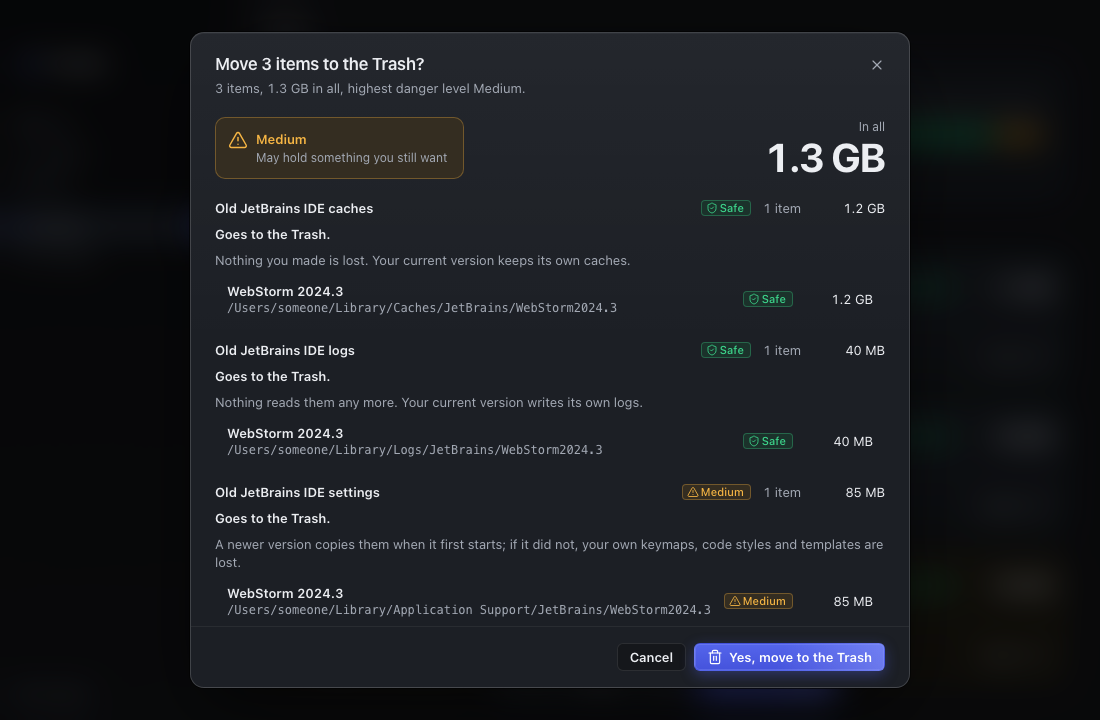 Move 3 items to the Trash?
3 items, 1.3 GB in all, highest danger level Medium.
Medium
May hold something you still want
In all
1.3 GB
Old JetBrains IDE caches Safe 1 item 1.2 GB
Goes to the Trash.
Nothing you made is lost. Your current version keeps its own caches.
WebStorm 2024.3
/Users/someone/Library/Caches/JetBrains/WebStorm2024.3 Safe 1.2 GB
Old JetBrains IDE logs Safe 1 item 40 MB
Goes to the Trash.
Nothing reads them any more. Your current version writes its own logs.
WebStorm 2024.3
/Users/someone/Library/Logs/JetBrains/WebStorm2024.3 Safe 40 MB
Old JetBrains IDE settings Medium 1 item 85 MB
Goes to the Trash.
A newer version copies them when it first starts; if it did not, your own keymaps, code styles and templates are
lost.
WebStorm 2024.3
/Users/someone/Library/Application Support/JetBrains/WebStorm2024.3 Medium 85 MB
Cancel Yes, move to the Trash